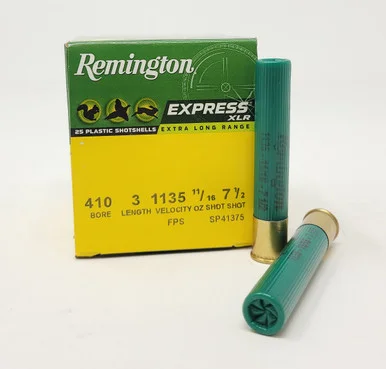 Remington
EXPRESS
XLR
25 PLASTIC SHOTSHELLS EXTRA LONG RANGE
410 3 1135 11/16 7 1/2
BORE LENGTH VELOCITY OZ SHOT SHOT
FPS SP41375
Remington